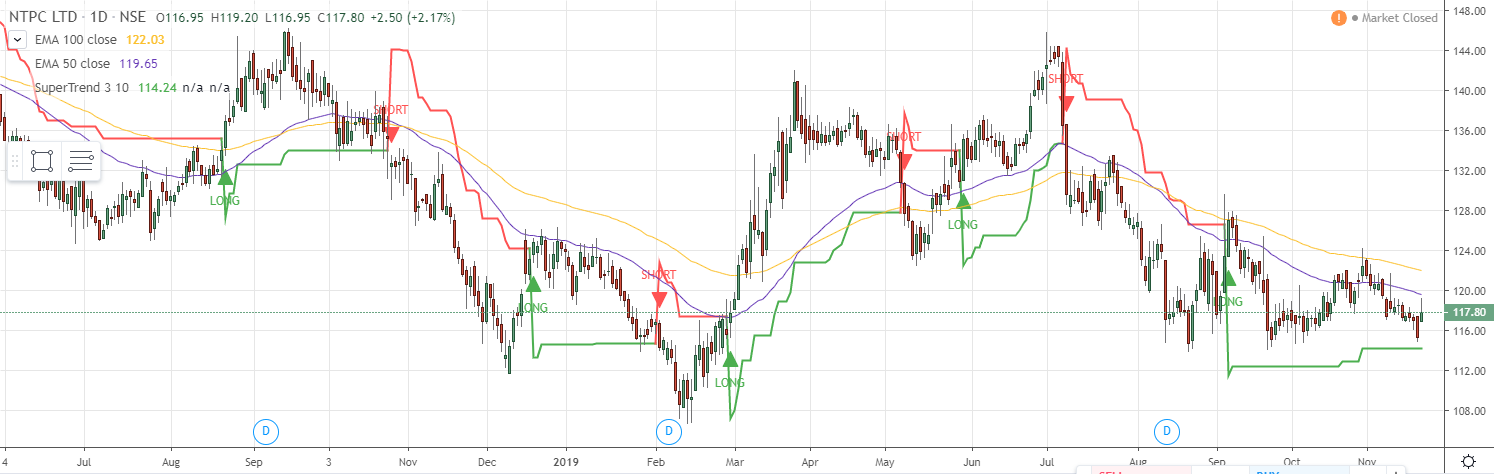 NTPC LTD · 1D · NSE O116.95 H119.20 L116.95 C117.80 +2.50 (+2.17%)
! Market Closed
EMA 100 close 122.03
EMA 50 close 119.65
SuperTrend 3 10 114.24 n/a n/a
148.00
144.00
140.00
136.00
132.00
128.00
124.00
120.00
117.80
116.00
112.00
108.00
SHORT
SHORT
SHORT
SHORT
LONG
LONG
LONG
LONG
LONG
D
D
D
4 Jul Aug Sep 3 Nov Dec 2019 Feb Mar Apr May Jun Jul Aug Sep Oct Nov